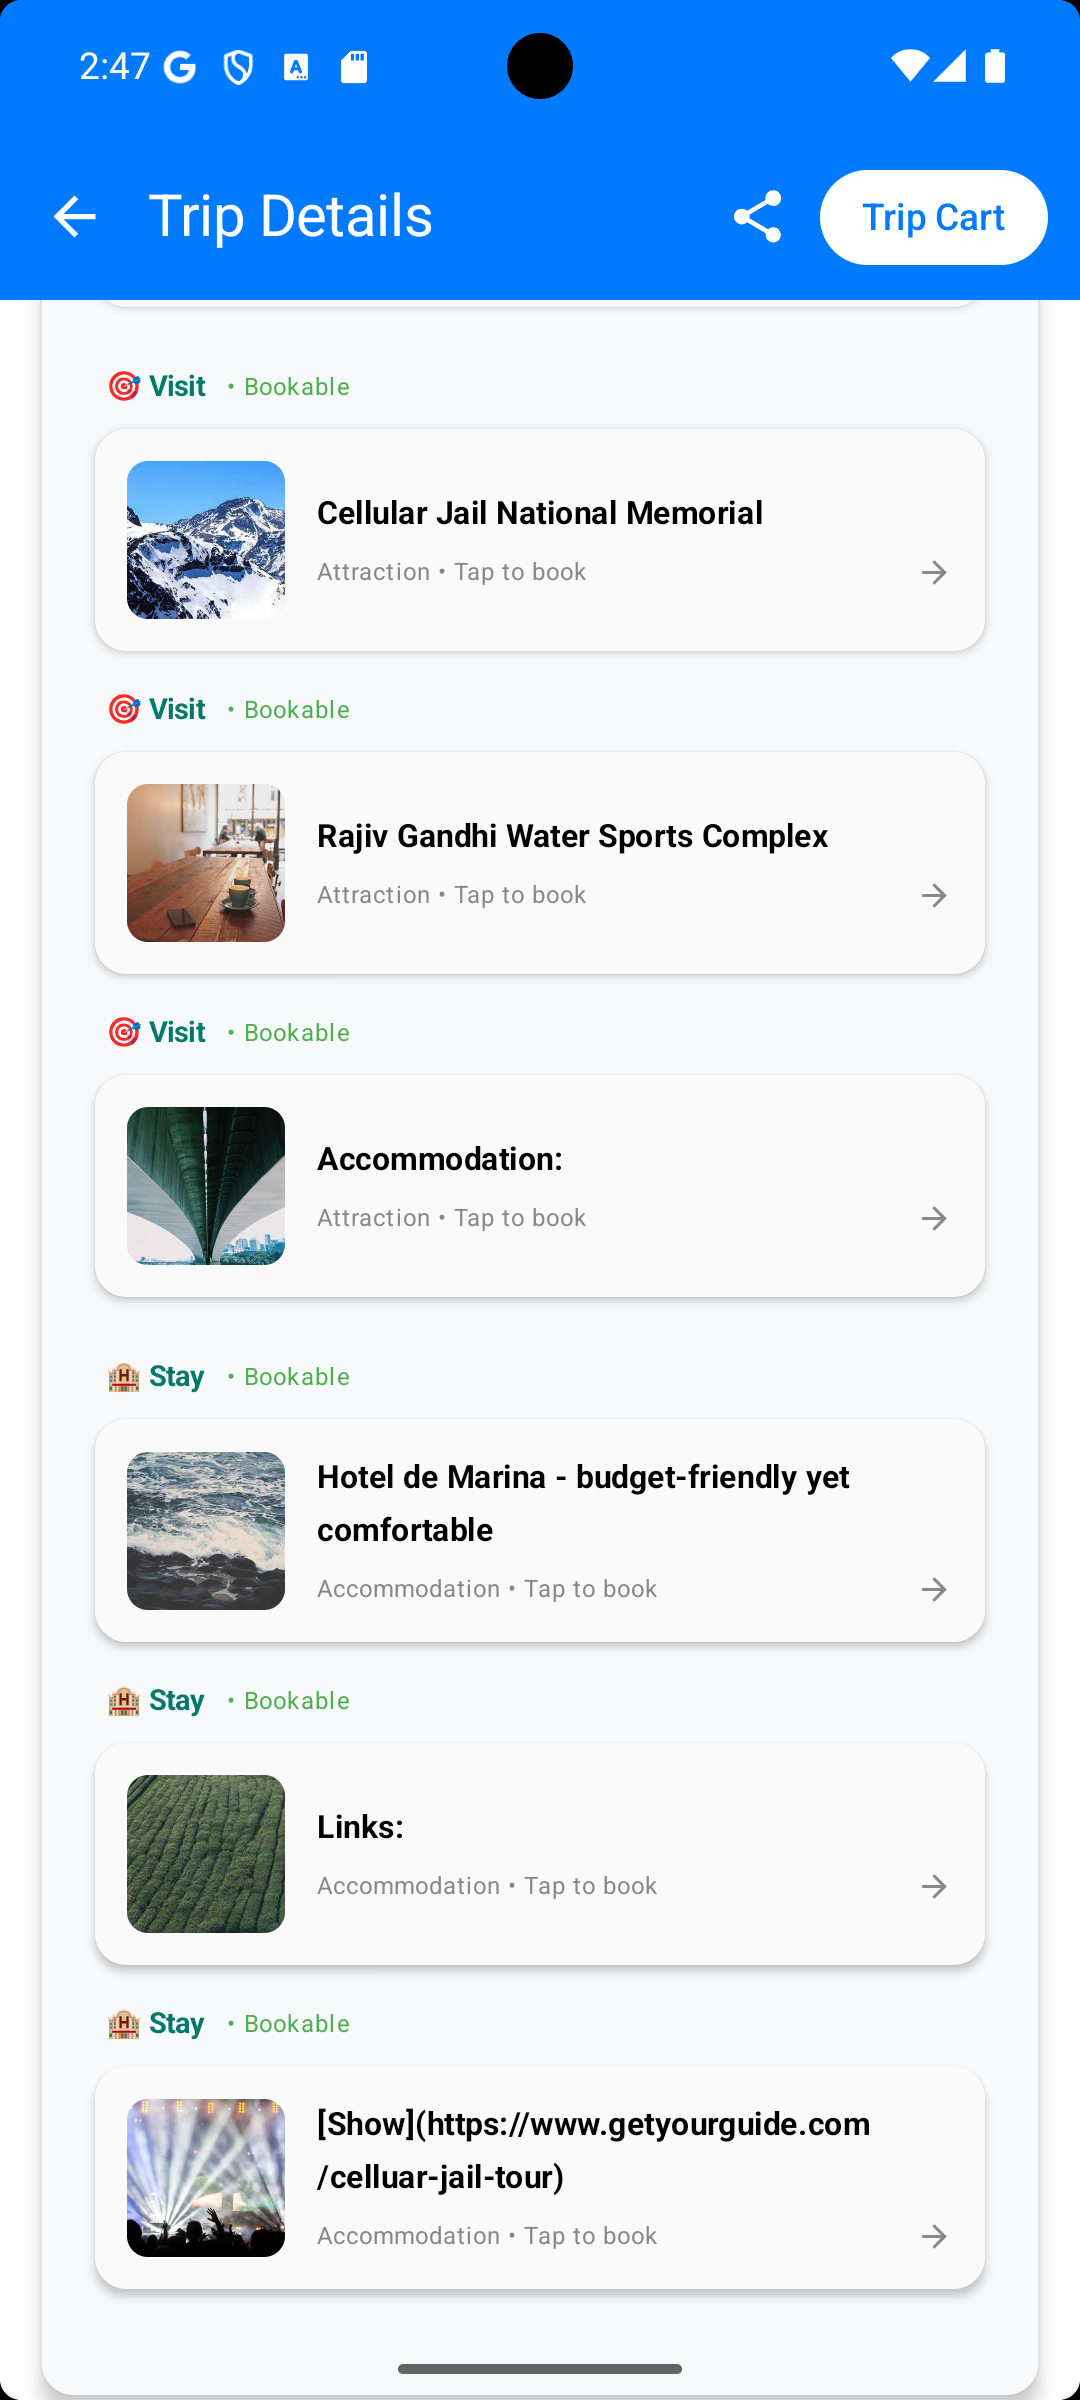 2:47
Trip Details
Trip Cart
Visit • Bookable
Cellular Jail National Memorial
Attraction • Tap to book
Visit • Bookable
Rajiv Gandhi Water Sports Complex
Attraction • Tap to book
Visit • Bookable
Accommodation:
Attraction • Tap to book
Stay • Bookable
Hotel de Marina - budget-friendly yet
comfortable
Accommodation • Tap to book
Stay • Bookable
Links:
Accommodation • Tap to book
Stay • Bookable
[Show](https://www.getyourguide.com
/celluar-jail-tour)
Accommodation • Tap to book